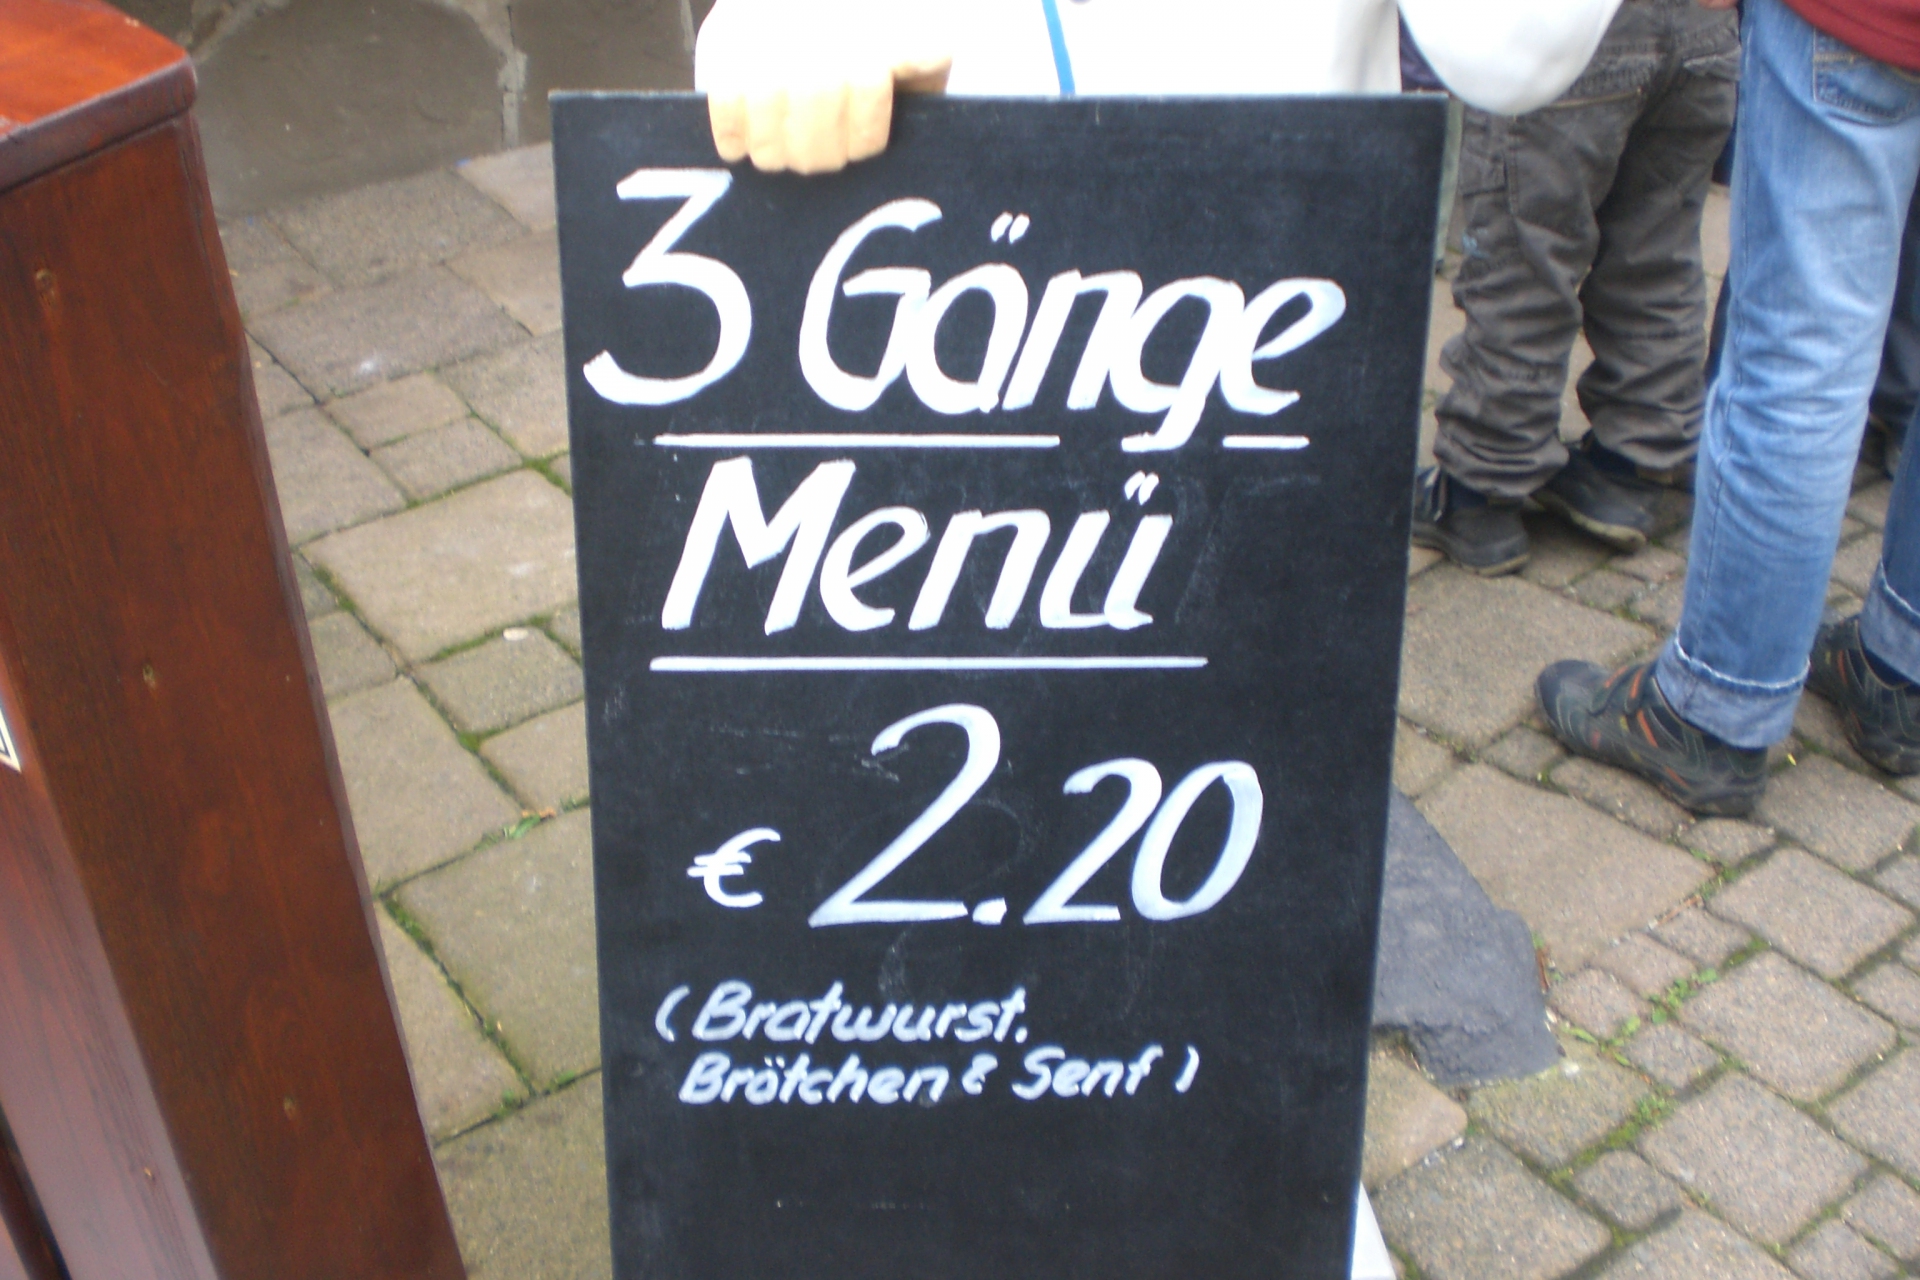 3 Gänge
Menü
€ 2.20
(Bratwurst,
Brötchen & Senf)